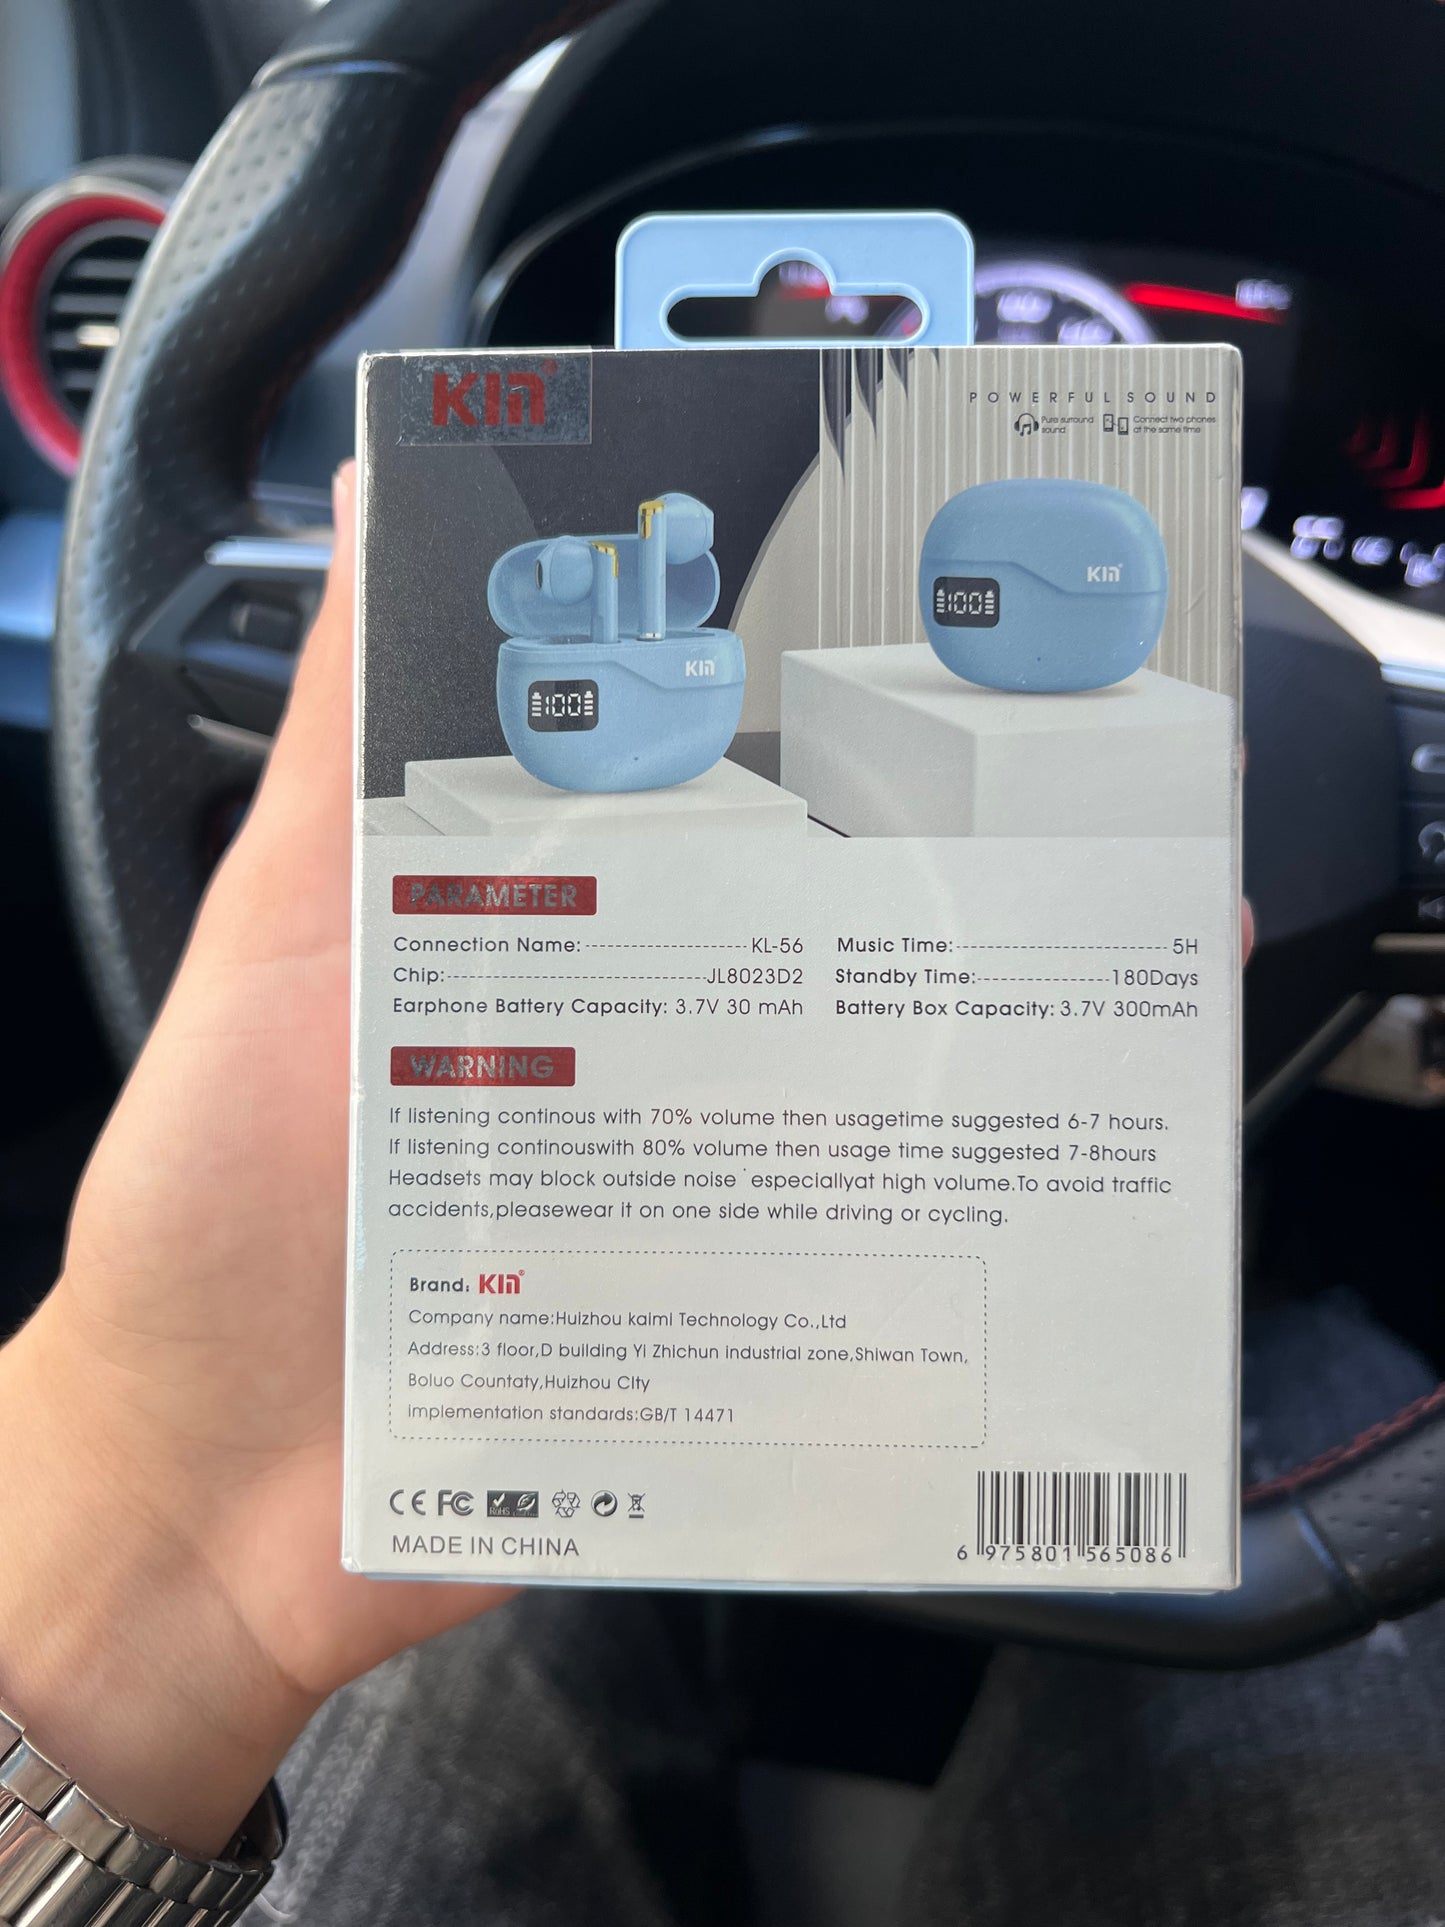 KIN®
POWERFUL SOUND
Pure surround
sound
Connect two phones
at the same time
KIN
100
KIN®
100
PARAMETER
Connection Name: KL-56
Chip: JL8023D2
Earphone Battery Capacity: 3.7V 30 mAh
Music Time: 5H
Standby Time: 180Days
Battery Box Capacity: 3.7V 300mAh
WARNING
If listening continous with 70% volume then usagetime suggested 6-7 hours.
If listening continouswith 80% volume then usage time suggested 7-8hours
Headsets may block outside noise especiallyat high volume.To avoid traffic
accidents,pleasewear it on one side while driving or cycling.
Brand: KIN®
Company name:Huizhou kaiml Technology Co.,Ltd
Address:3 floor,D building Yi Zhichun industrial zone,Shiwan Town,
Boluo Countaty,Huizhou CIty
implementation standards:GB/T 14471
CE FC RoHS
MADE IN CHINA
6 975801 565086